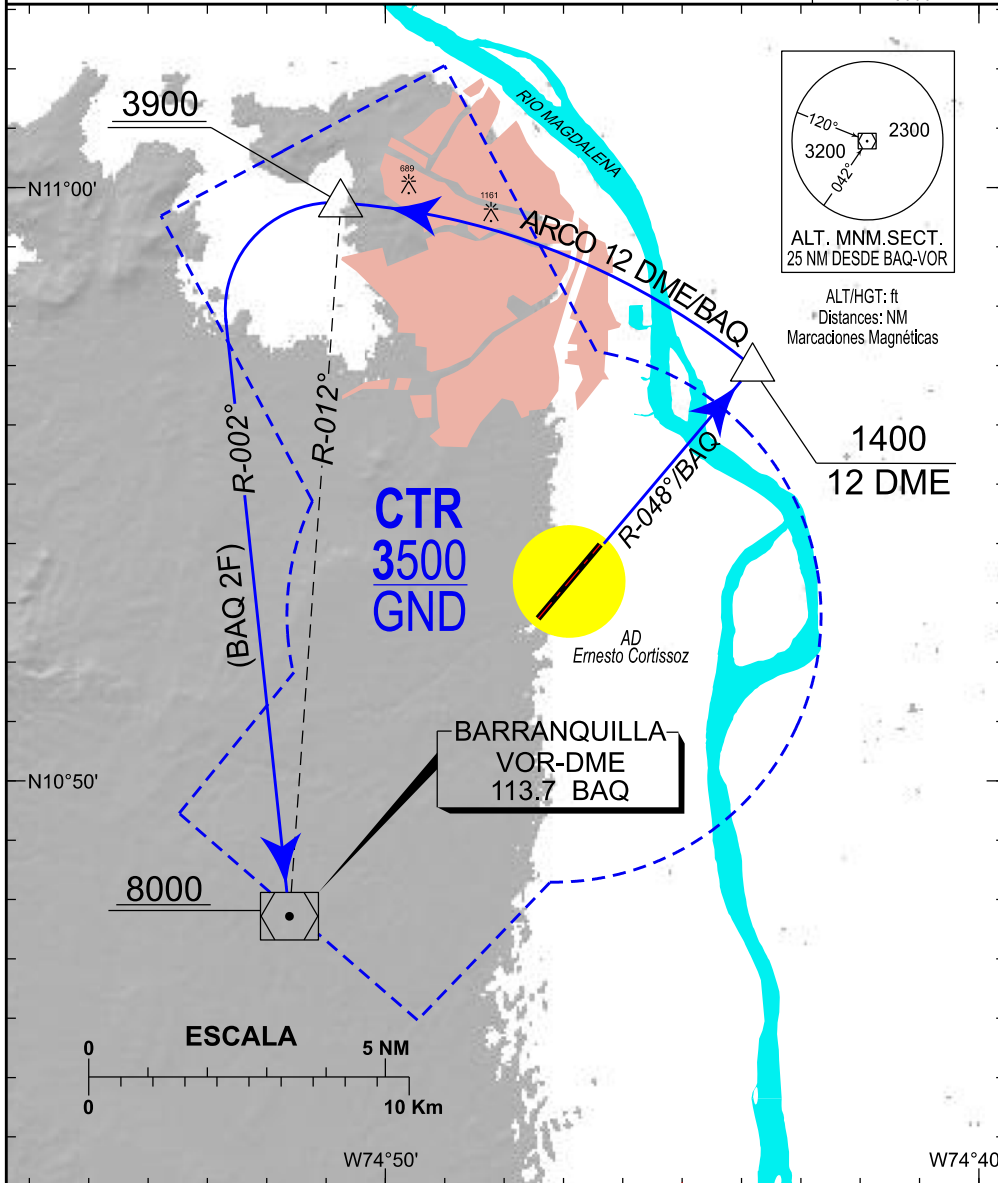 3900
RIO MAGDALENA
120°
2300
3200
042°
ALT. MNM.SECT.
25 NM DESDE BAQ-VOR
ALT/HGT: ft
Distances: NM
Marcaciones Magnéticas
N11°00'
689
1161
ARCO 12 DME/BAQ
R-002°
R-012°
(BAQ 2F)
CTR
3500
GND
R-048°/BAQ
1400
12 DME
AD
Ernesto Cortissoz
BARRANQUILLA
VOR-DME
113.7 BAQ
N10°50'
8000
ESCALA
0 5 NM
0 10 Km
W74°50'
W74°40